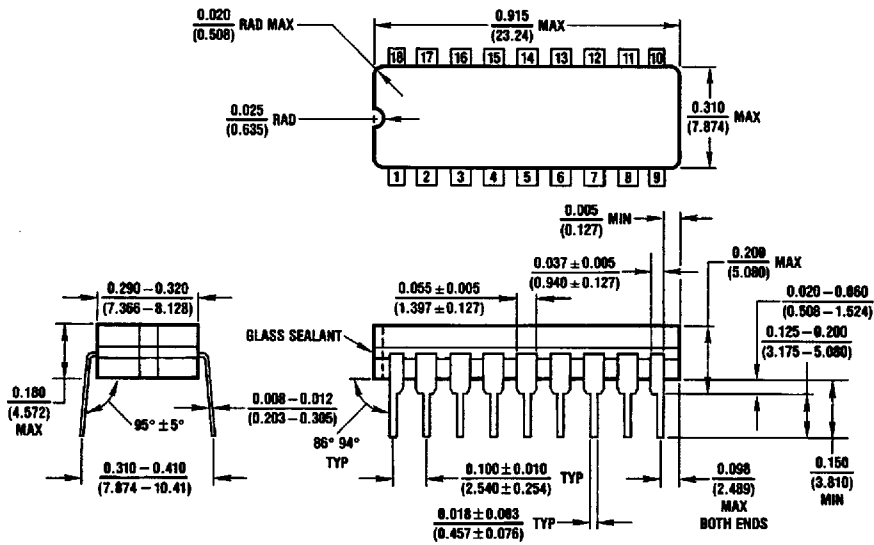 0.020
(0.508)
RAD MAX
0.915
(23.24)
MAX
18 17 16 15 14 13 12 11 10
0.025
(0.635)
RAD
0.310
(7.874)
MAX
1 2 3 4 5 6 7 8 9
0.005
(0.127)
MIN
0.200
(5.080)
MAX
0.037 ± 0.005
(0.940 ± 0.127)
0.055 ± 0.005
(1.397 ± 0.127)
0.290 – 0.320
(7.366 – 8.128)
0.020 – 0.060
(0.508 – 1.524)
0.125 – 0.200
(3.175 – 5.080)
GLASS SEALANT
0.180
(4.572)
MAX
95° ± 5°
0.008 – 0.012
(0.203 – 0.305)
86° 94°
TYP
0.310 – 0.410
(7.874 – 10.41)
0.100 ± 0.010
(2.540 ± 0.254)
TYP
0.098
(2.489)
MAX
BOTH ENDS
0.150
(3.810)
MIN
0.018 ± 0.003
(0.457 ± 0.076)
TYP